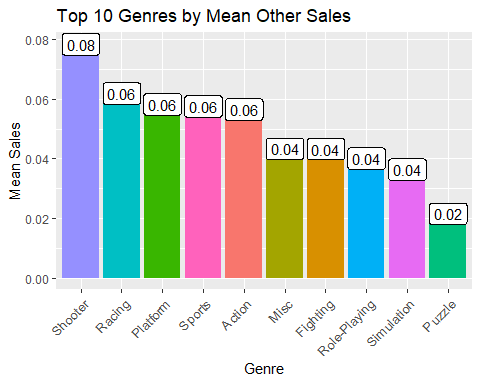 Top 10 Genres by Mean Other Sales
Mean Sales
0.08
0.06
0.04
0.02
0.00
0.08
0.06
0.06
0.06
0.06
0.04
0.04
0.04
0.04
0.02
Shooter
Racing
Platform
Sports
Action
Misc
Fighting
Role-Playing
Simulation
Puzzle
Genre